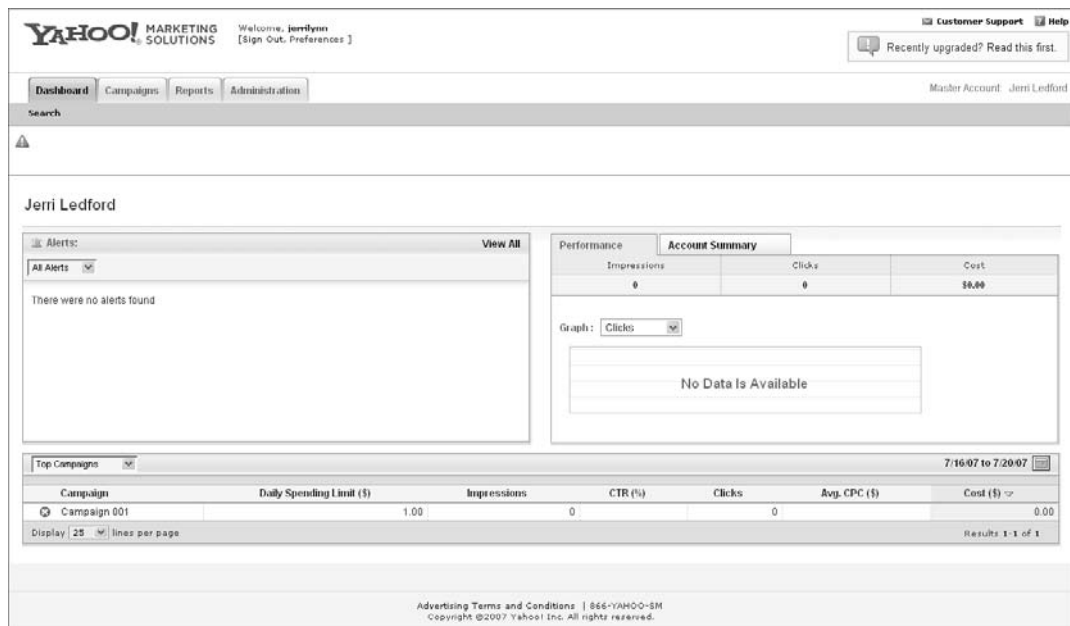 YAHOO! MARKETING SOLUTIONS
Welcome, jerrilynn
[Sign Out, Preferences ]
Customer Support Help
Recently upgraded? Read this first.
Dashboard Campaigns Reports Administration
Master Account: Jerri Ledford
Search
Jerri Ledford
Alerts: View All
All Alerts
There were no alerts found
Performance Account Summary
Impressions Clicks Cost
0 0 $0.00
Graph : Clicks
No Data Is Available
Top Campaigns 7/16/07 to 7/20/07
Campaign Daily Spending Limit ($) Impressions CTR (%) Clicks Avg. CPC ($) Cost ($)
Campaign 001 1.00 0 0 0.00
Display 25 lines per page Results 1-1 of 1
Advertising Terms and Conditions | 866-YAHOO-SM
Copyright ©2007 Yahoo! Inc. All rights reserved.